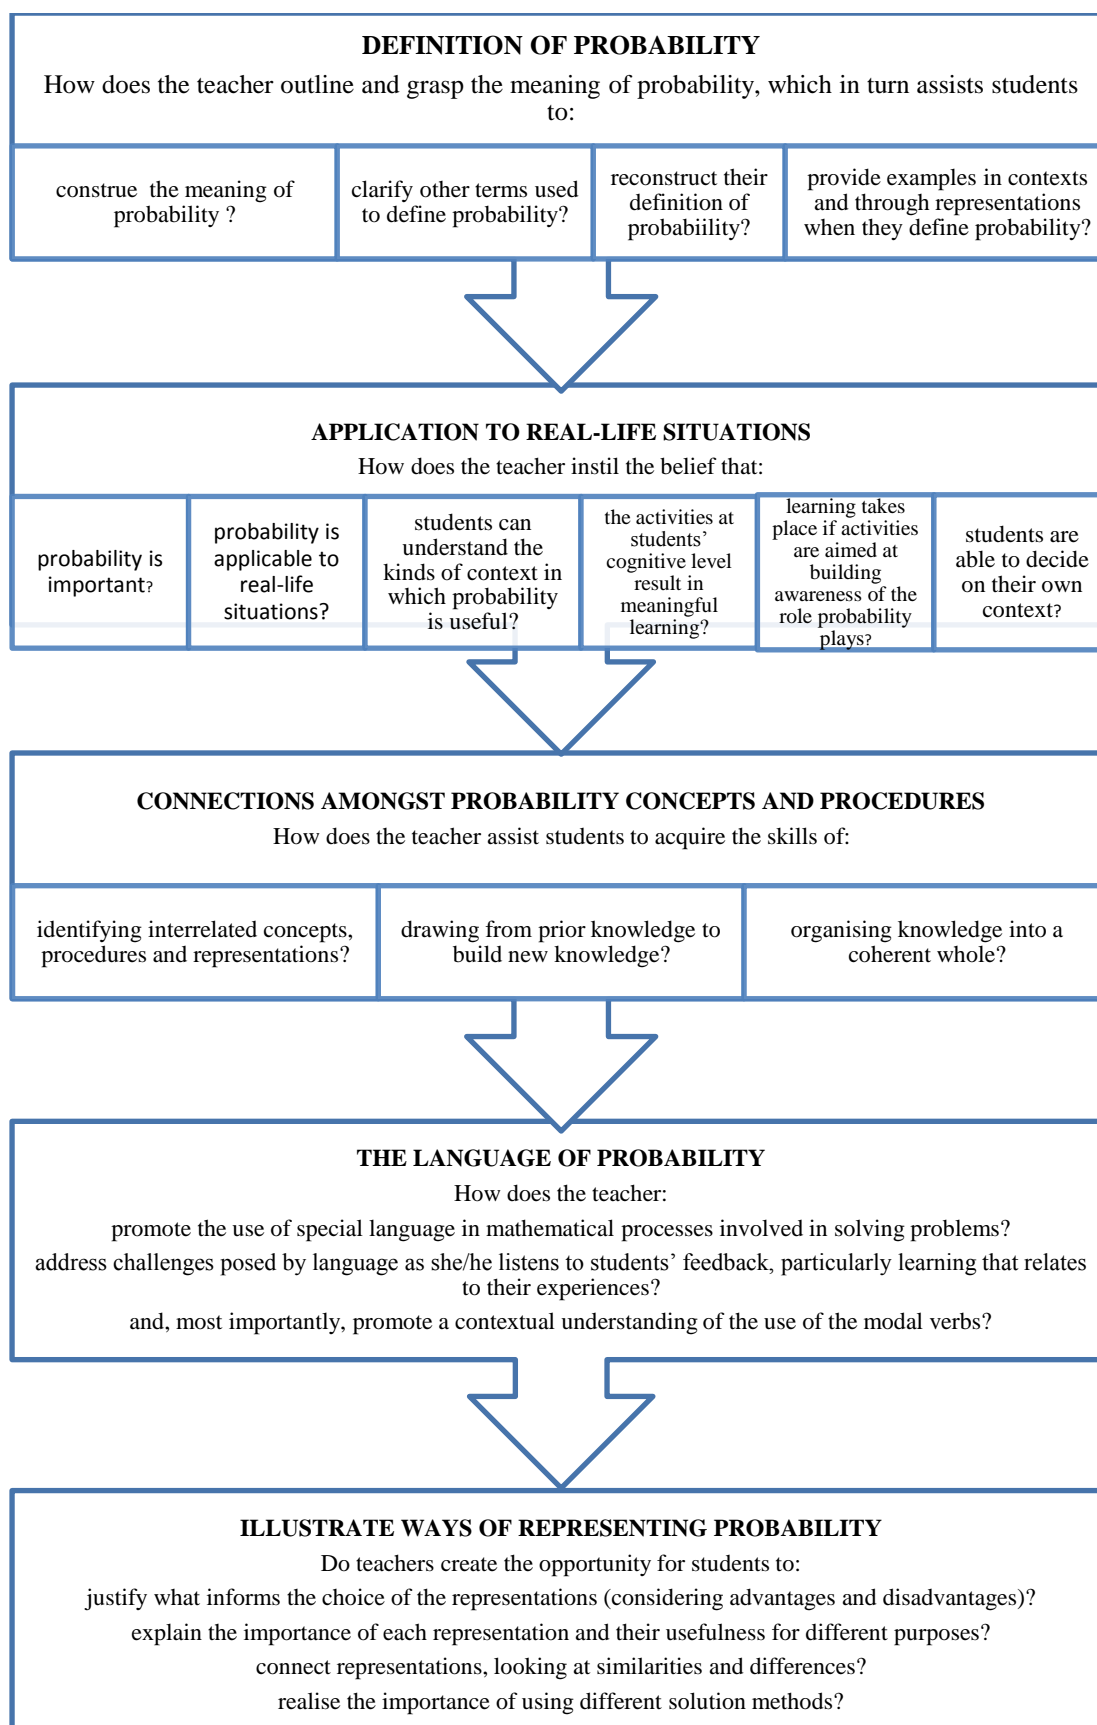 DEFINITION OF PROBABILITY
How does the teacher outline and grasp the meaning of probability, which in turn assists students
to:
construe the meaning of
probability ?
clarify other terms used
to define probability?
reconstruct their
definition of
probabiility?
provide examples in contexts
and through representations
when they define probability?
APPLICATION TO REAL-LIFE SITUATIONS
How does the teacher instil the belief that:
probability is
important?
probability is
applicable to
real-life
situations?
students can
understand the
kinds of context in
which probability
is useful?
the activities at
students’
cognitive level
result in
meaningful
learning?
learning takes
place if activities
are aimed at
building
awareness of the
role probability
plays?
students are
able to decide
on their own
context?
CONNECTIONS AMONGST PROBABILITY CONCEPTS AND PROCEDURES
How does the teacher assist students to acquire the skills of:
identifying interrelated concepts,
procedures and representations?
drawing from prior knowledge to
build new knowledge?
organising knowledge into a
coherent whole?
THE LANGUAGE OF PROBABILITY
How does the teacher:
promote the use of special language in mathematical processes involved in solving problems?
address challenges posed by language as she/he listens to students’ feedback, particularly learning that relates
to their experiences?
and, most importantly, promote a contextual understanding of the use of the modal verbs?
ILLUSTRATE WAYS OF REPRESENTING PROBABILITY
Do teachers create the opportunity for students to:
justify what informs the choice of the representations (considering advantages and disadvantages)?
explain the importance of each representation and their usefulness for different purposes?
connect representations, looking at similarities and differences?
realise the importance of using different solution methods?